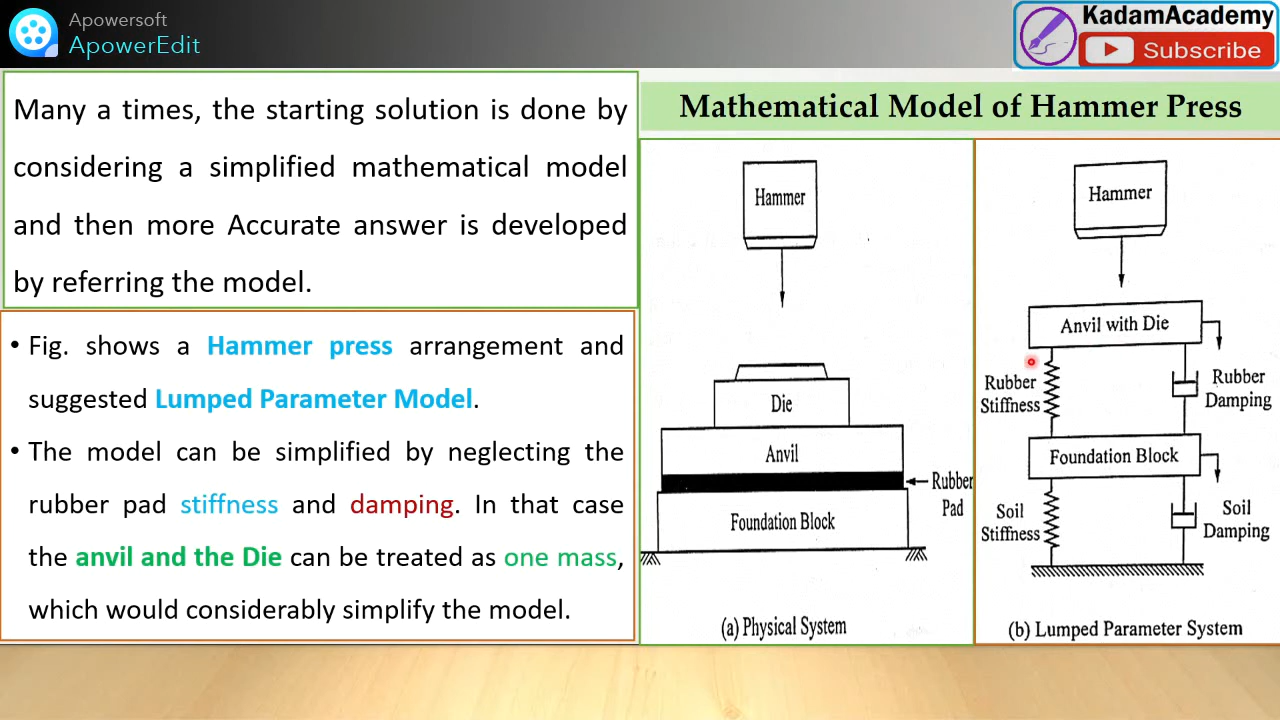 Apowersoft
ApowerEdit
KadamAcademy
Subscribe
Many a times, the starting solution is done by
considering a simplified mathematical model
and then more Accurate answer is developed
by referring the model.
• Fig. shows a Hammer press arrangement and
suggested Lumped Parameter Model.
• The model can be simplified by neglecting the
rubber pad stiffness and damping. In that case
the anvil and the Die can be treated as one mass,
which would considerably simplify the model.
Mathematical Model of Hammer Press
Hammer
Die
Anvil
Rubber
Pad
Foundation Block
(a) Physical System
Hammer
Anvil with Die
Rubber
Stiffness
Rubber
Damping
Foundation Block
Soil
Stiffness
Soil
Damping
(b) Lumped Parameter System